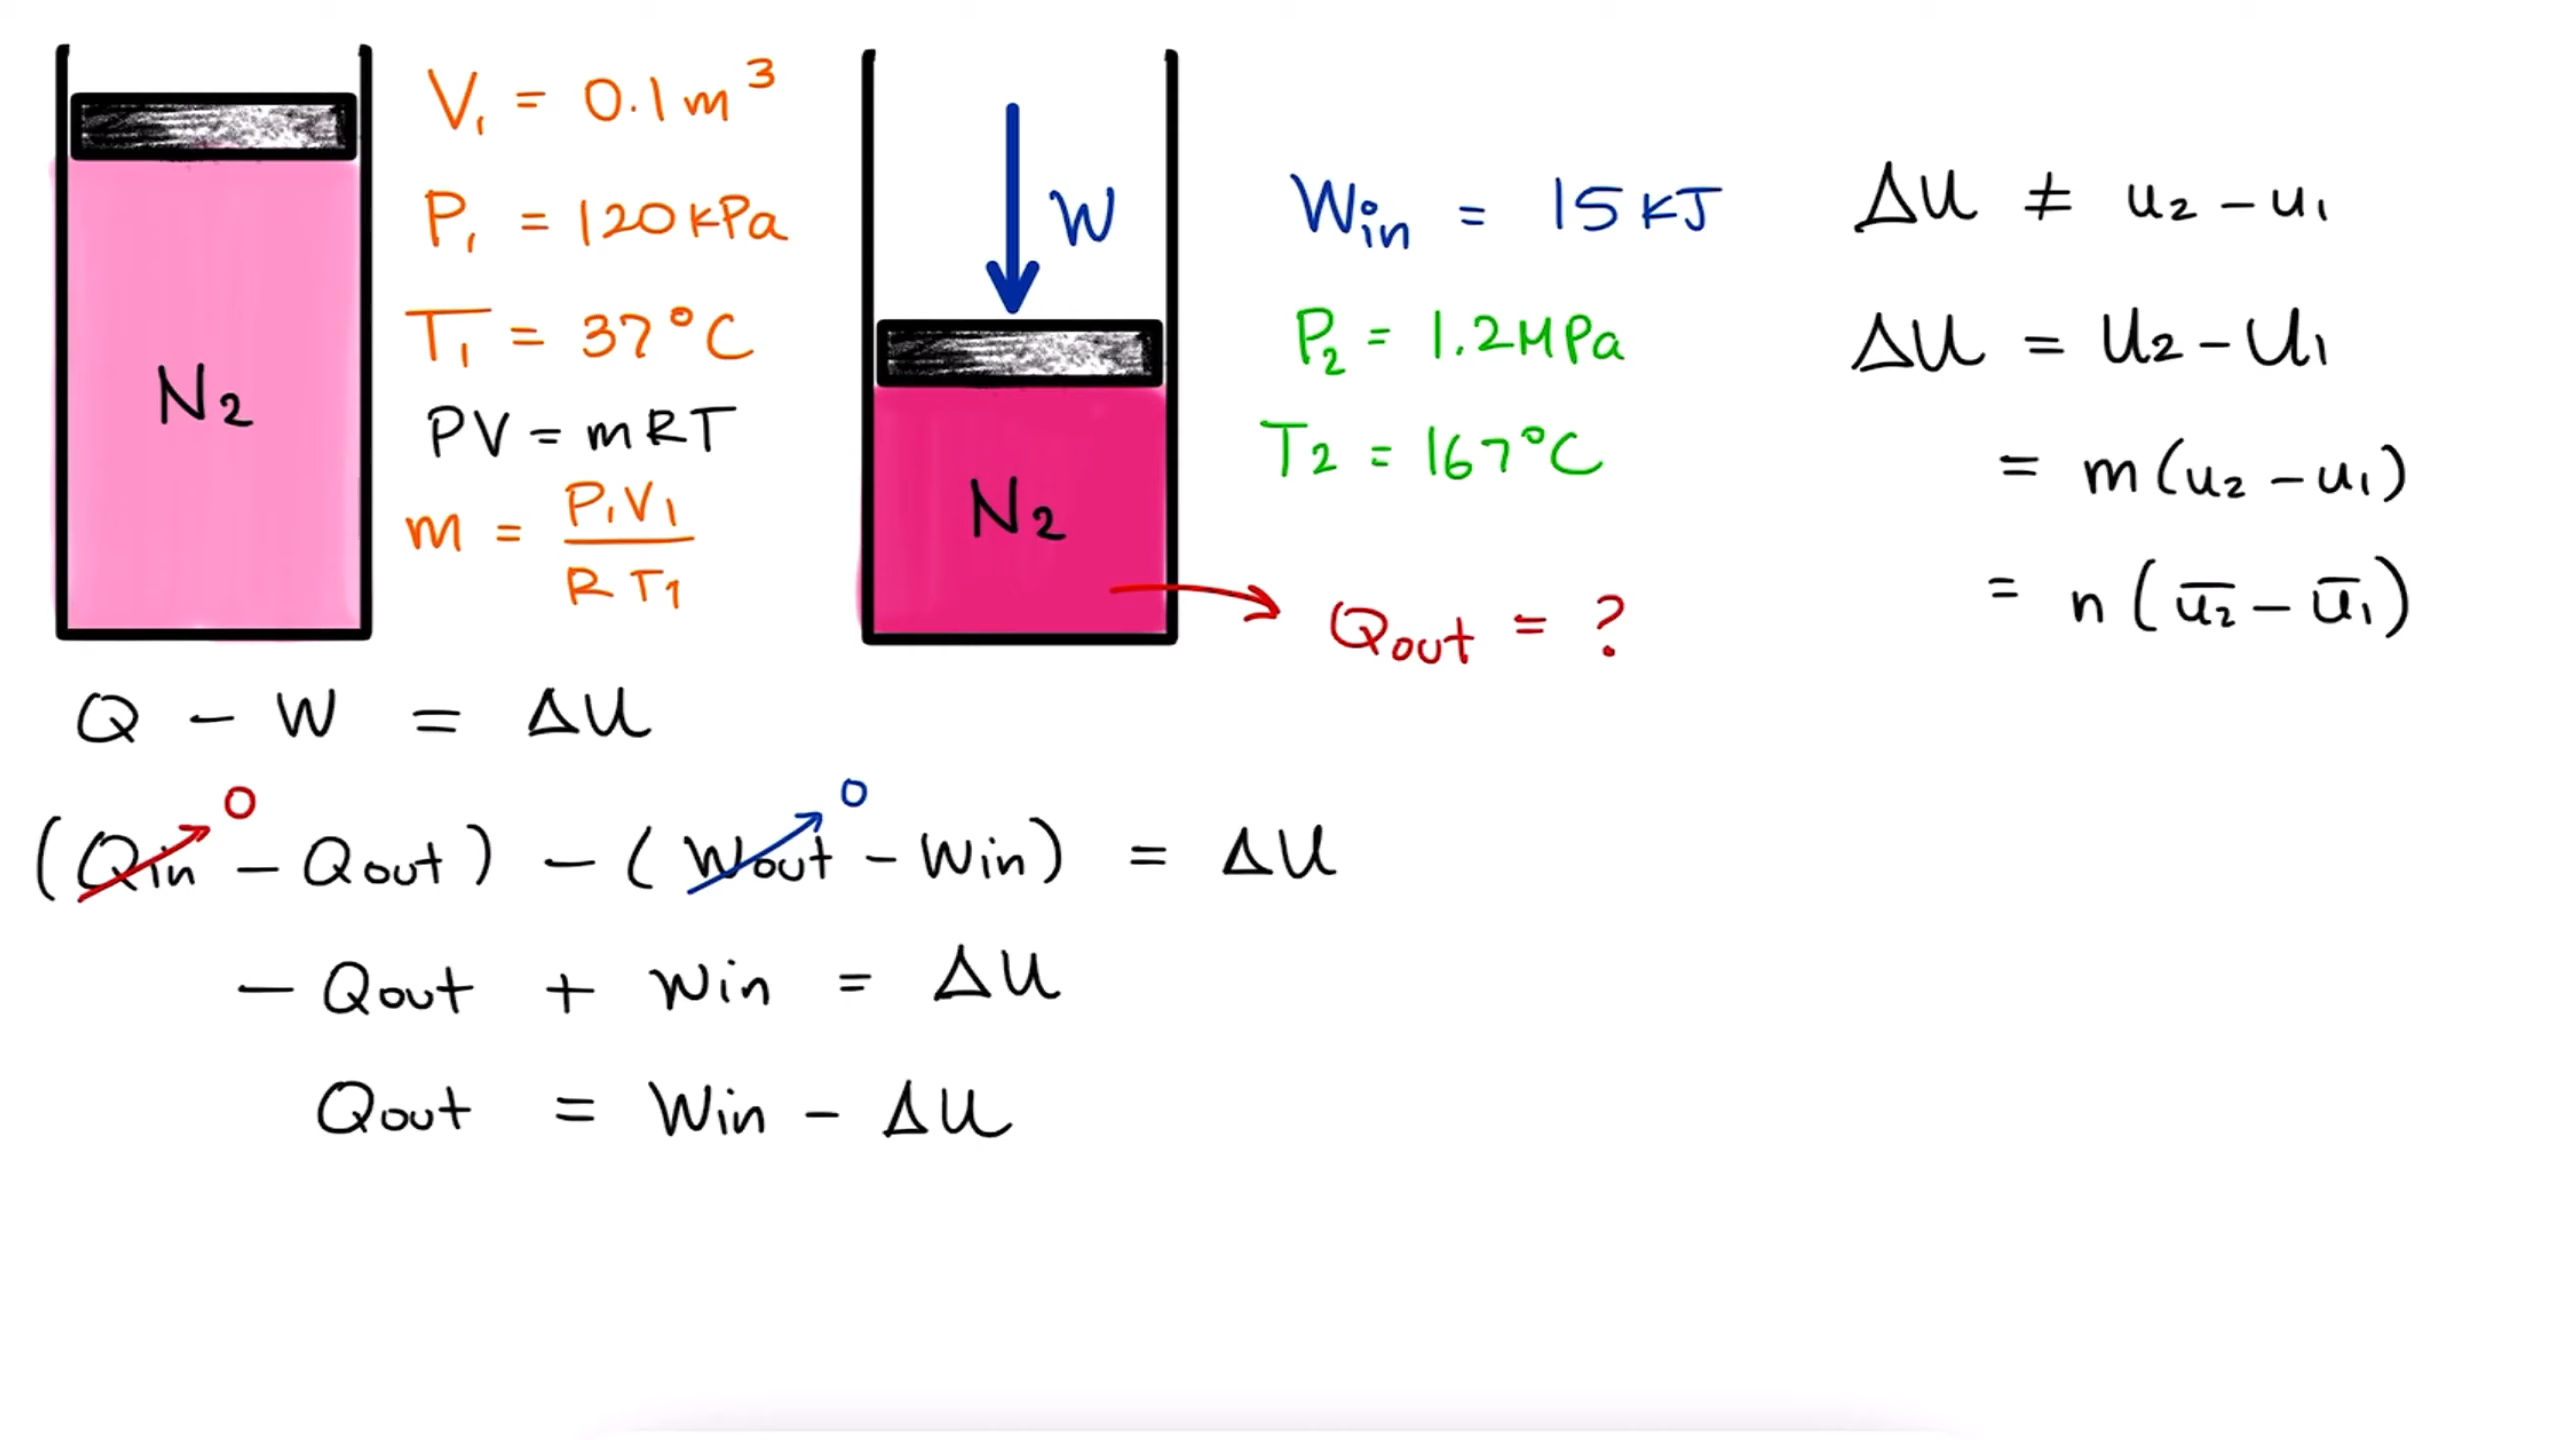 V₁ = 0.1 m³
P₁ = 120 kPa
T₁ = 37°C
PV = mRT
m = P₁V₁ / RT₁
N₂
W
N₂
Win = 15 kJ
P₂ = 1.2 MPa
T₂ = 167°C
Qout = ?
ΔU ≠ u₂ - u₁
ΔU = U₂ - U₁
= m(u₂ - u₁)
= n(u̅₂ - u̅₁)
Q - W = ΔU
0 0
(Qin - Qout) - (Wout - Win) = ΔU
- Qout + Win = ΔU
Qout = Win - ΔU